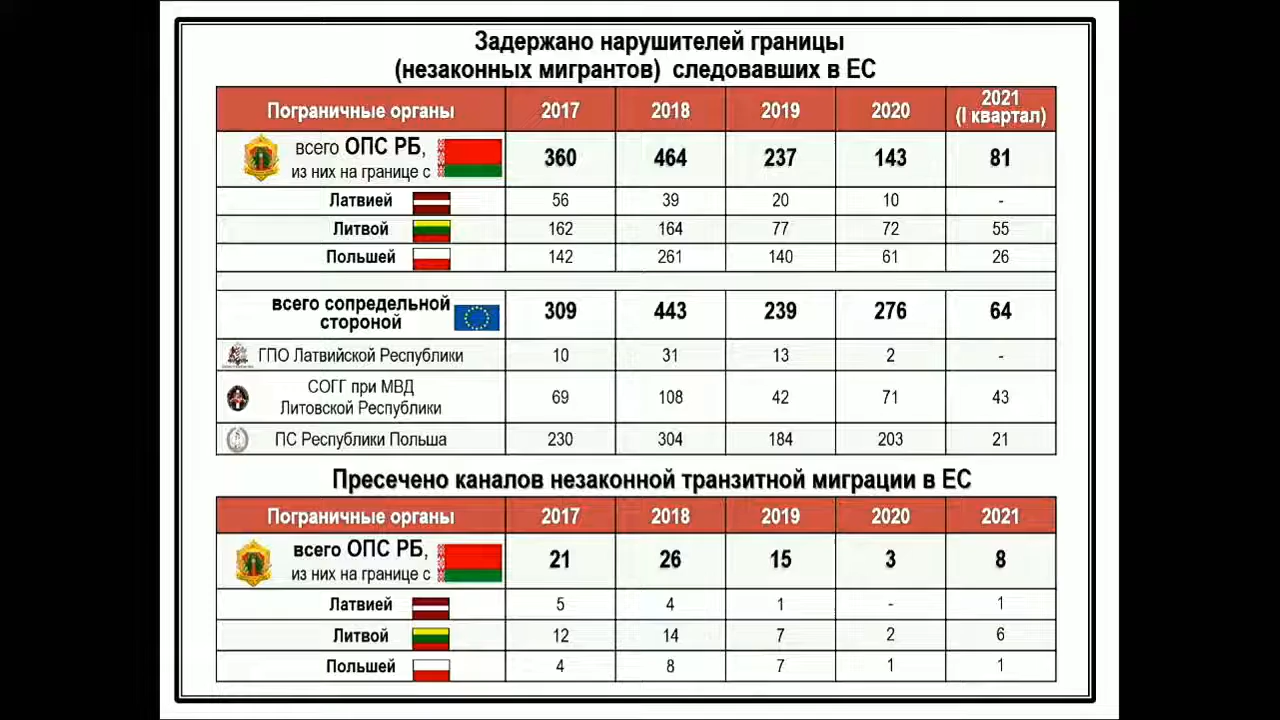 Задержано нарушителей границы
(незаконных мигрантов) следовавших в ЕС
Пограничные органы 2017 2018 2019 2020 2021 (I квартал)
всего ОПС РБ, из них на границе с 360 464 237 143 81
Латвией 56 39 20 10 -
Литвой 162 164 77 72 55
Польшей 142 261 140 61 26
всего сопредельной стороной 309 443 239 276 64
ГПО Латвийской Республики 10 31 13 2 -
СОГГ при МВД Литовской Республики 69 108 42 71 43
ПС Республики Польша 230 304 184 203 21
Пресечено каналов незаконной транзитной миграции в ЕС
Пограничные органы 2017 2018 2019 2020 2021
всего ОПС РБ, из них на границе с 21 26 15 3 8
Латвией 5 4 1 - 1
Литвой 12 14 7 2 6
Польшей 4 8 7 1 1